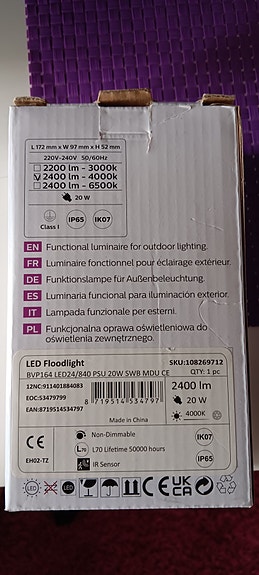 L 172 mm x W 97 mm x H 52 mm
220V-240V 50/60Hz
2200 lm - 3000k
2400 lm - 4000k
2400 lm - 6500k
20 W
Class I IP65 IK07
EN Functional luminaire for outdoor lighting.
FR Luminaire fonctionnel pour éclairage extérieur.
DE Funktionslampe für Außenbeleuchtung.
ES Luminaria funcional para iluminación exterior.
IT Lampada funzionale per esterni.
PL Funkcjonalna oprawa oświetleniowa do
oświetlenia zewnętrznego.
LED Floodlight SKU:108269712
BVP164 LED24/840 PSU 20W SWB MDU CE QTY: 1 pc
12NC:911401884083
EOC:53479799
EAN:8719514534797
8 719514 534797
2400 lm
20 W
4000K
Made in China
CE
EH02-TZ
Non-Dimmable
L70 L70 Lifetime 50000 hours
IR Sensor
IK07
IP65
LED CE UKCA